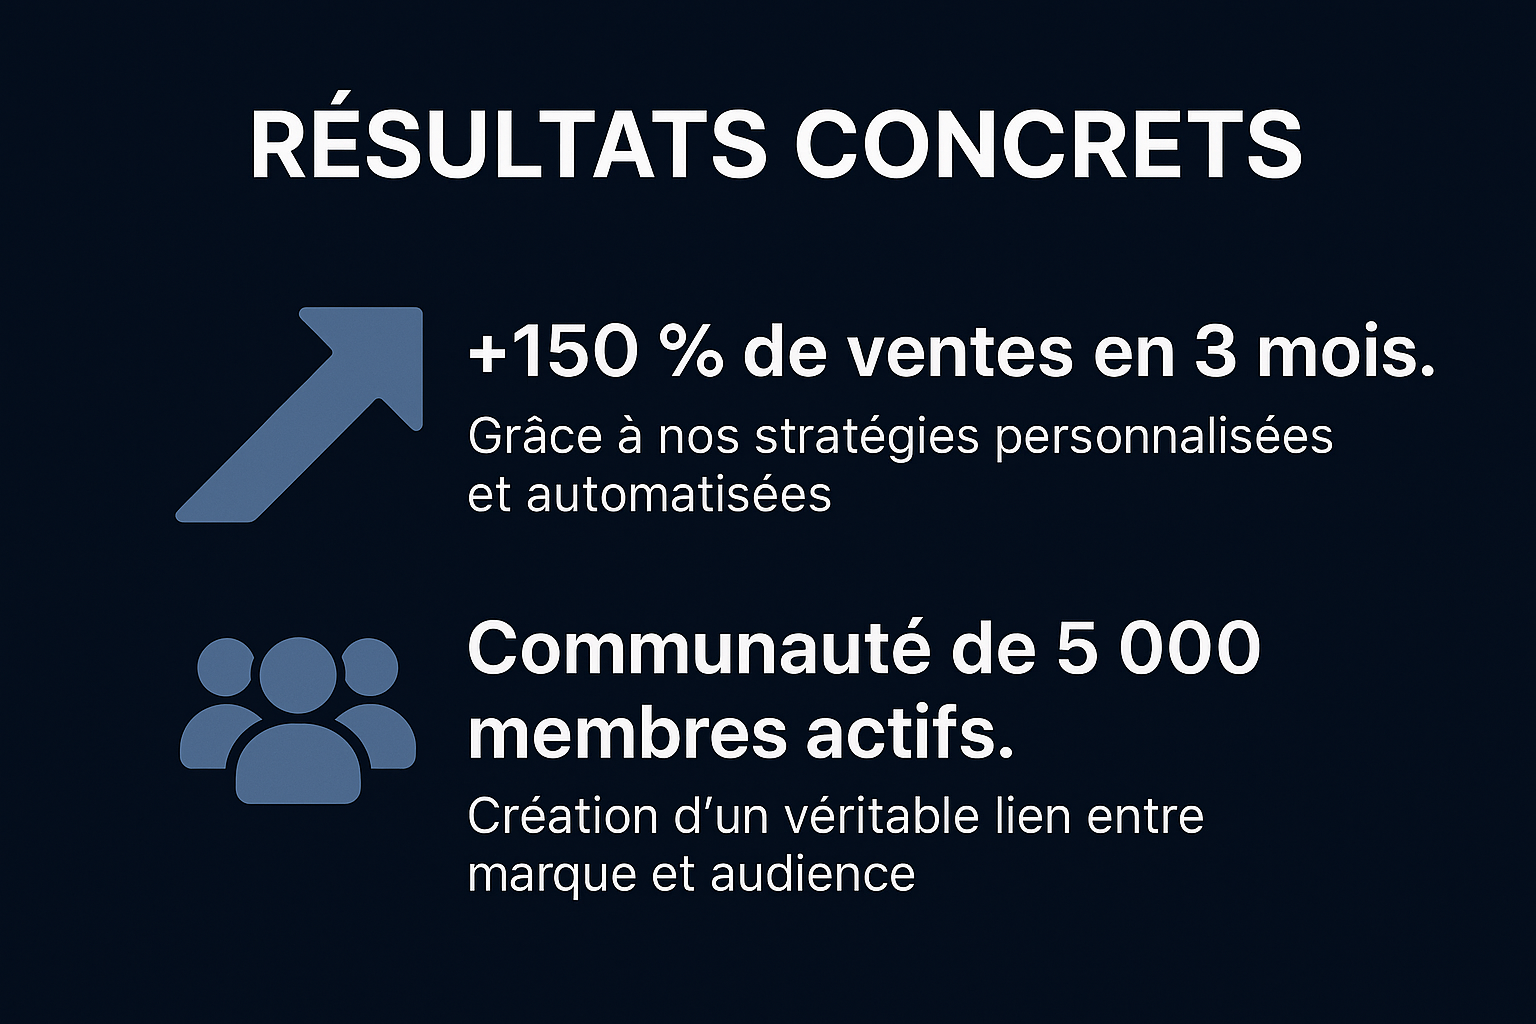 RÉSULTATS CONCRETS
+150 % de ventes en 3 mois.
Grâce à nos stratégies personnalisées
et automatisées
Communauté de 5 000
membres actifs.
Création d’un véritable lien entre
marque et audience